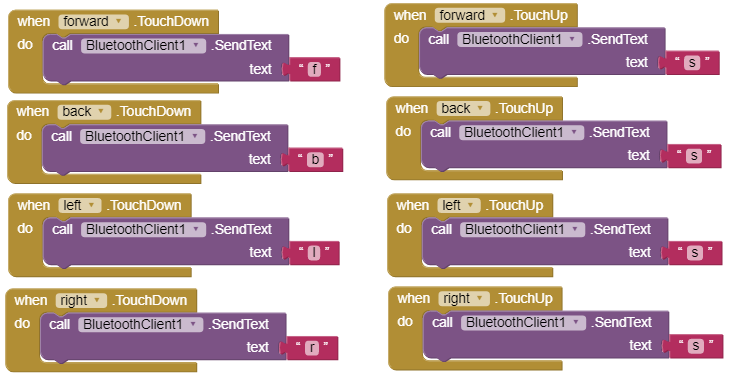 when forward .TouchDown
do call BluetoothClient1 .SendText
text “ f ”
when forward .TouchUp
do call BluetoothClient1 .SendText
text “ s ”
when back .TouchDown
do call BluetoothClient1 .SendText
text “ b ”
when back .TouchUp
do call BluetoothClient1 .SendText
text “ s ”
when left .TouchDown
do call BluetoothClient1 .SendText
text “ l ”
when left .TouchUp
do call BluetoothClient1 .SendText
text “ s ”
when right .TouchDown
do call BluetoothClient1 .SendText
text “ r ”
when right .TouchUp
do call BluetoothClient1 .SendText
text “ s ”